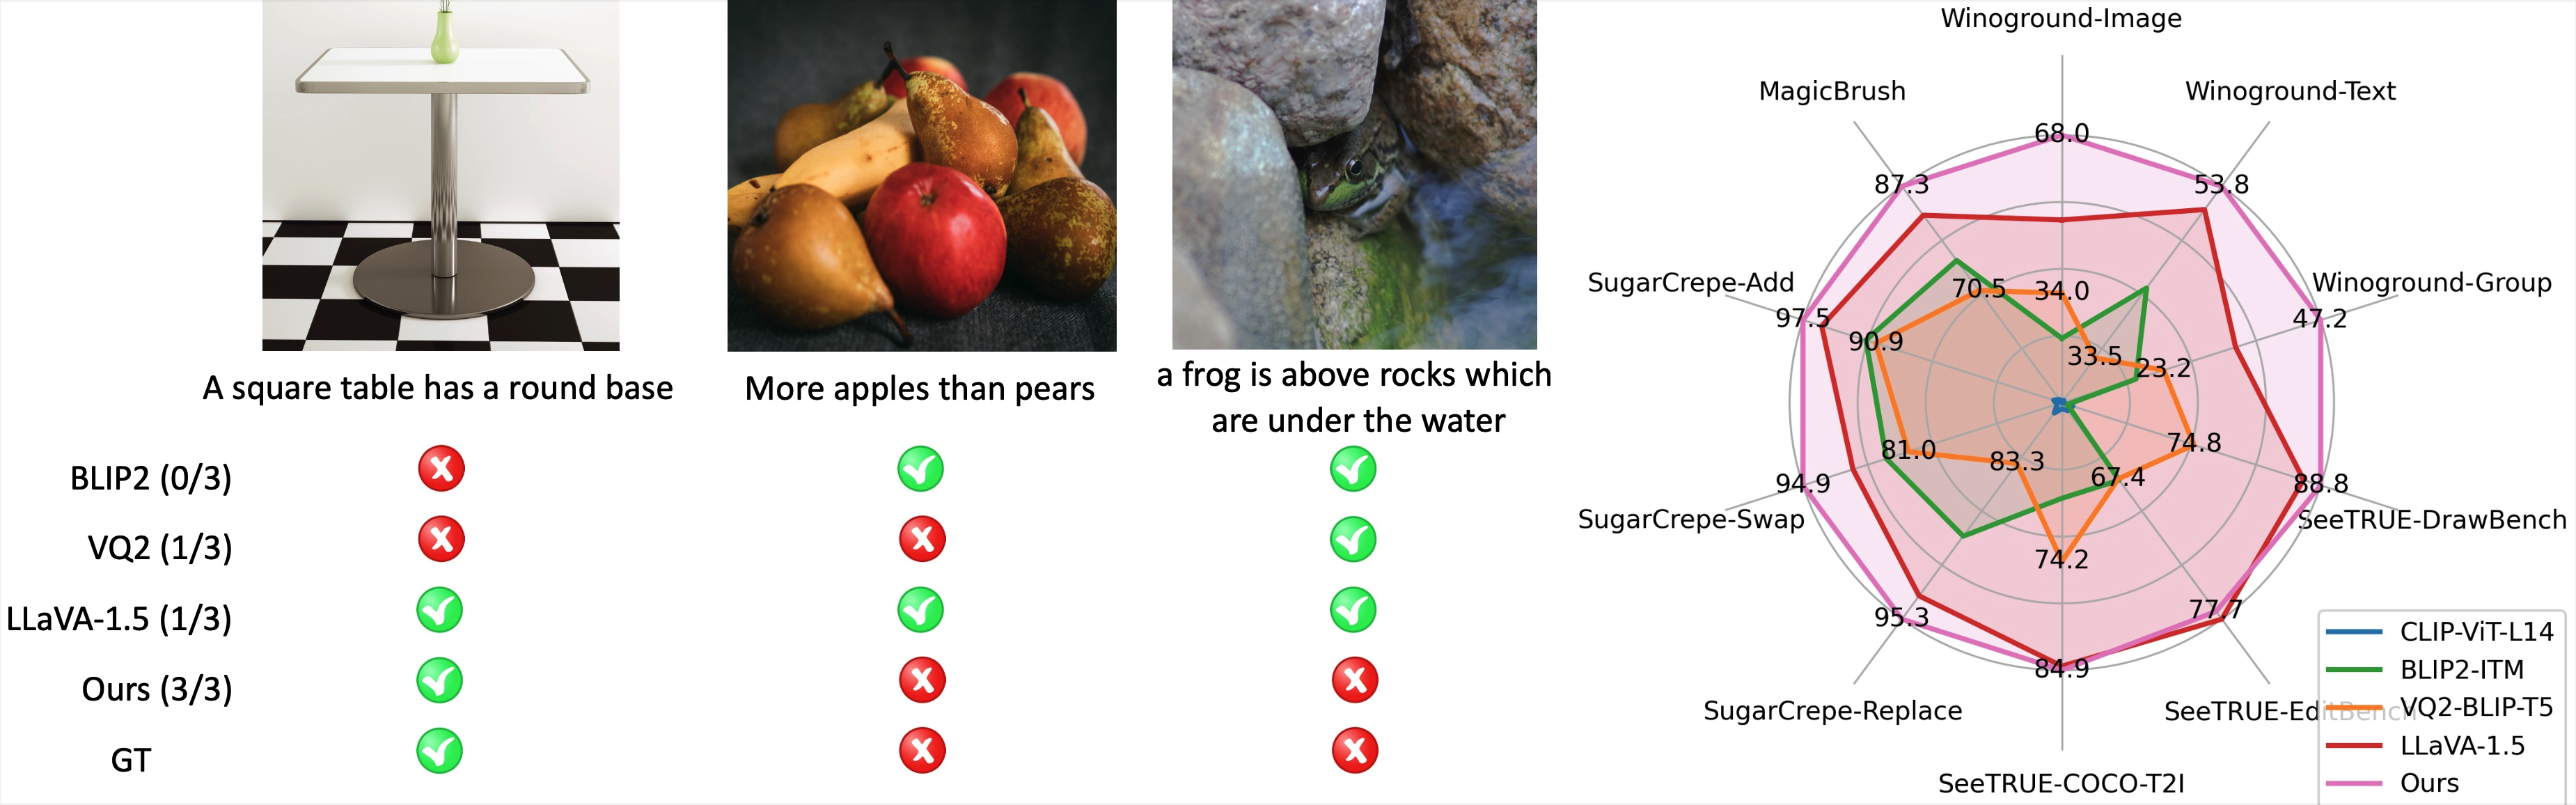 A square table has a round base
More apples than pears
a frog is above rocks which
are under the water
BLIP2 (0/3)
VQ2 (1/3)
LLaVA-1.5 (1/3)
Ours (3/3)
GT
Winoground-Image
MagicBrush
Winoground-Text
68.0
87.3
53.8
SugarCrepe-Add
70.5
34.0
Winoground-Group
97.5
90.9
33.5
23.2
47.2
81.0
83.3
67.4
74.8
94.9
88.8
SugarCrepe-Swap
SeeTRUE-DrawBench
74.2
95.3
77.7
84.9
SugarCrepe-Replace
SeeTRUE-EditBench
SeeTRUE-COCO-T2I
CLIP-ViT-L14
BLIP2-ITM
VQ2-BLIP-T5
LLaVA-1.5
Ours